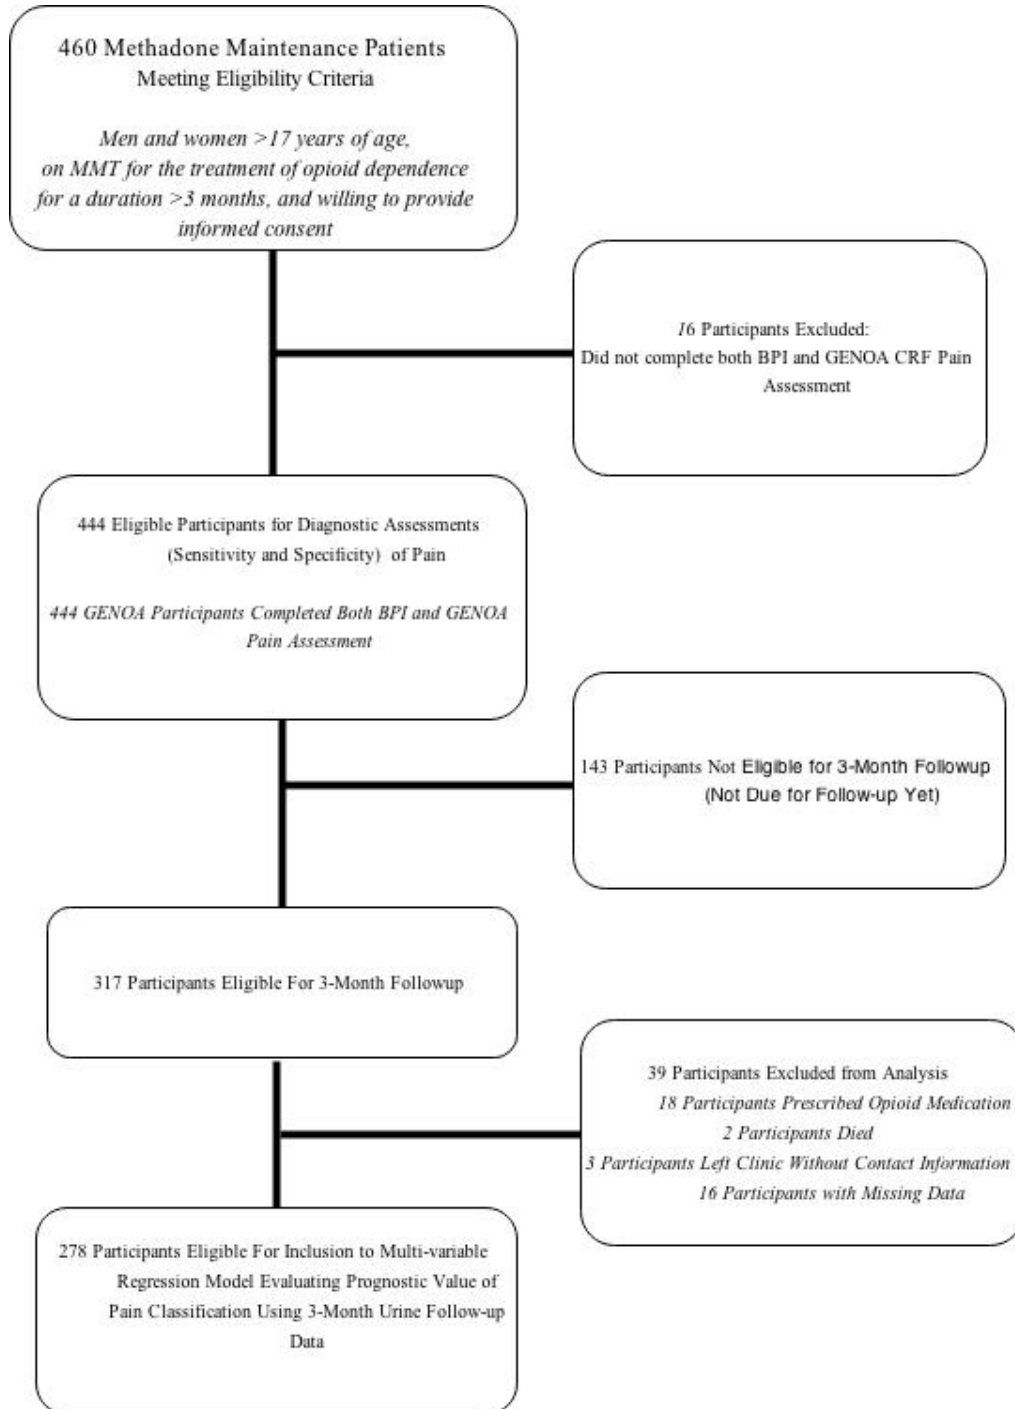 460 Methadone Maintenance Patients
Meeting Eligibility Criteria
Men and women >17 years of age,
on MMT for the treatment of opioid dependence
for a duration >3 months, and willing to provide
informed consent
16 Participants Excluded:
Did not complete both BPI and GENOA CRF Pain
Assessment
444 Eligible Participants for Diagnostic Assessments
(Sensitivity and Specificity) of Pain
444 GENOA Participants Completed Both BPI and GENOA
Pain Assessment
143 Participants Not Eligible for 3-Month Followup
(Not Due for Follow-up Yet)
317 Participants Eligible For 3-Month Followup
39 Participants Excluded from Analysis
18 Participants Prescribed Opioid Medication
2 Participants Died
3 Participants Left Clinic Without Contact Information
16 Participants with Missing Data
278 Participants Eligible For Inclusion to Multi-variable
Regression Model Evaluating Prognostic Value of
Pain Classification Using 3-Month Urine Follow-up
Data